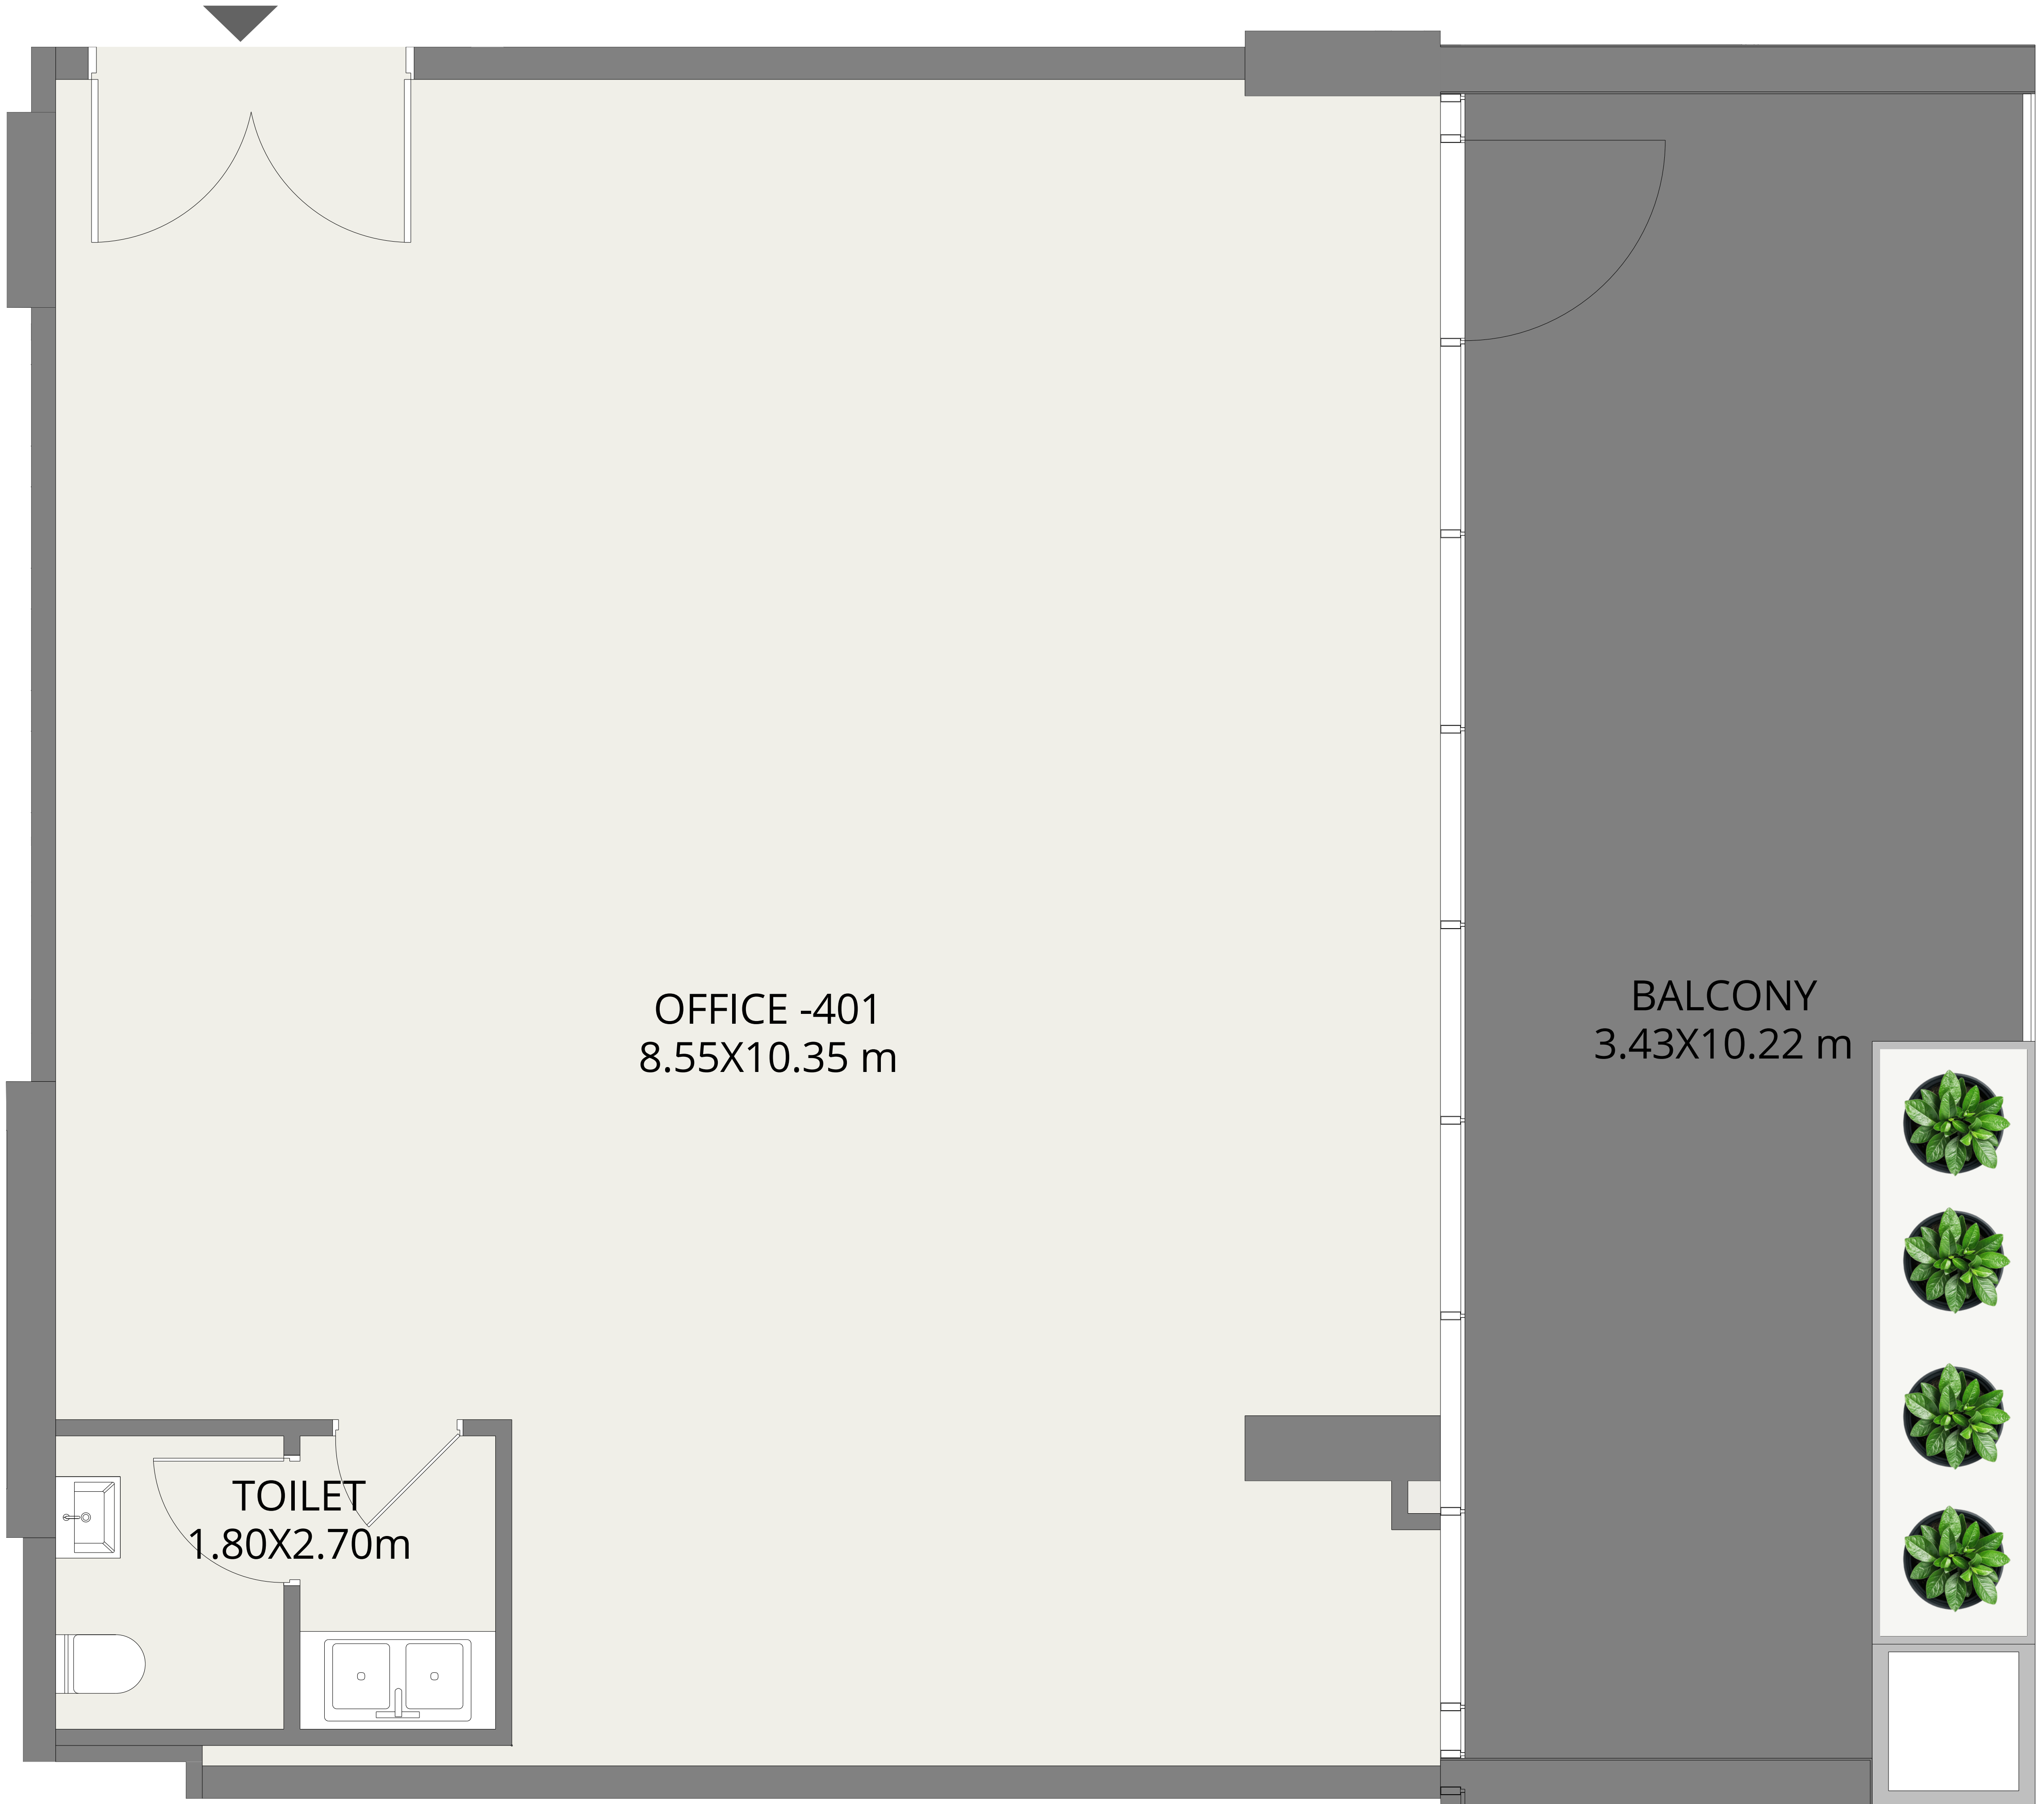 OFFICE -401
8.55X10.35 m
BALCONY
3.43X10.22 m
TOILET
1.80X2.70m